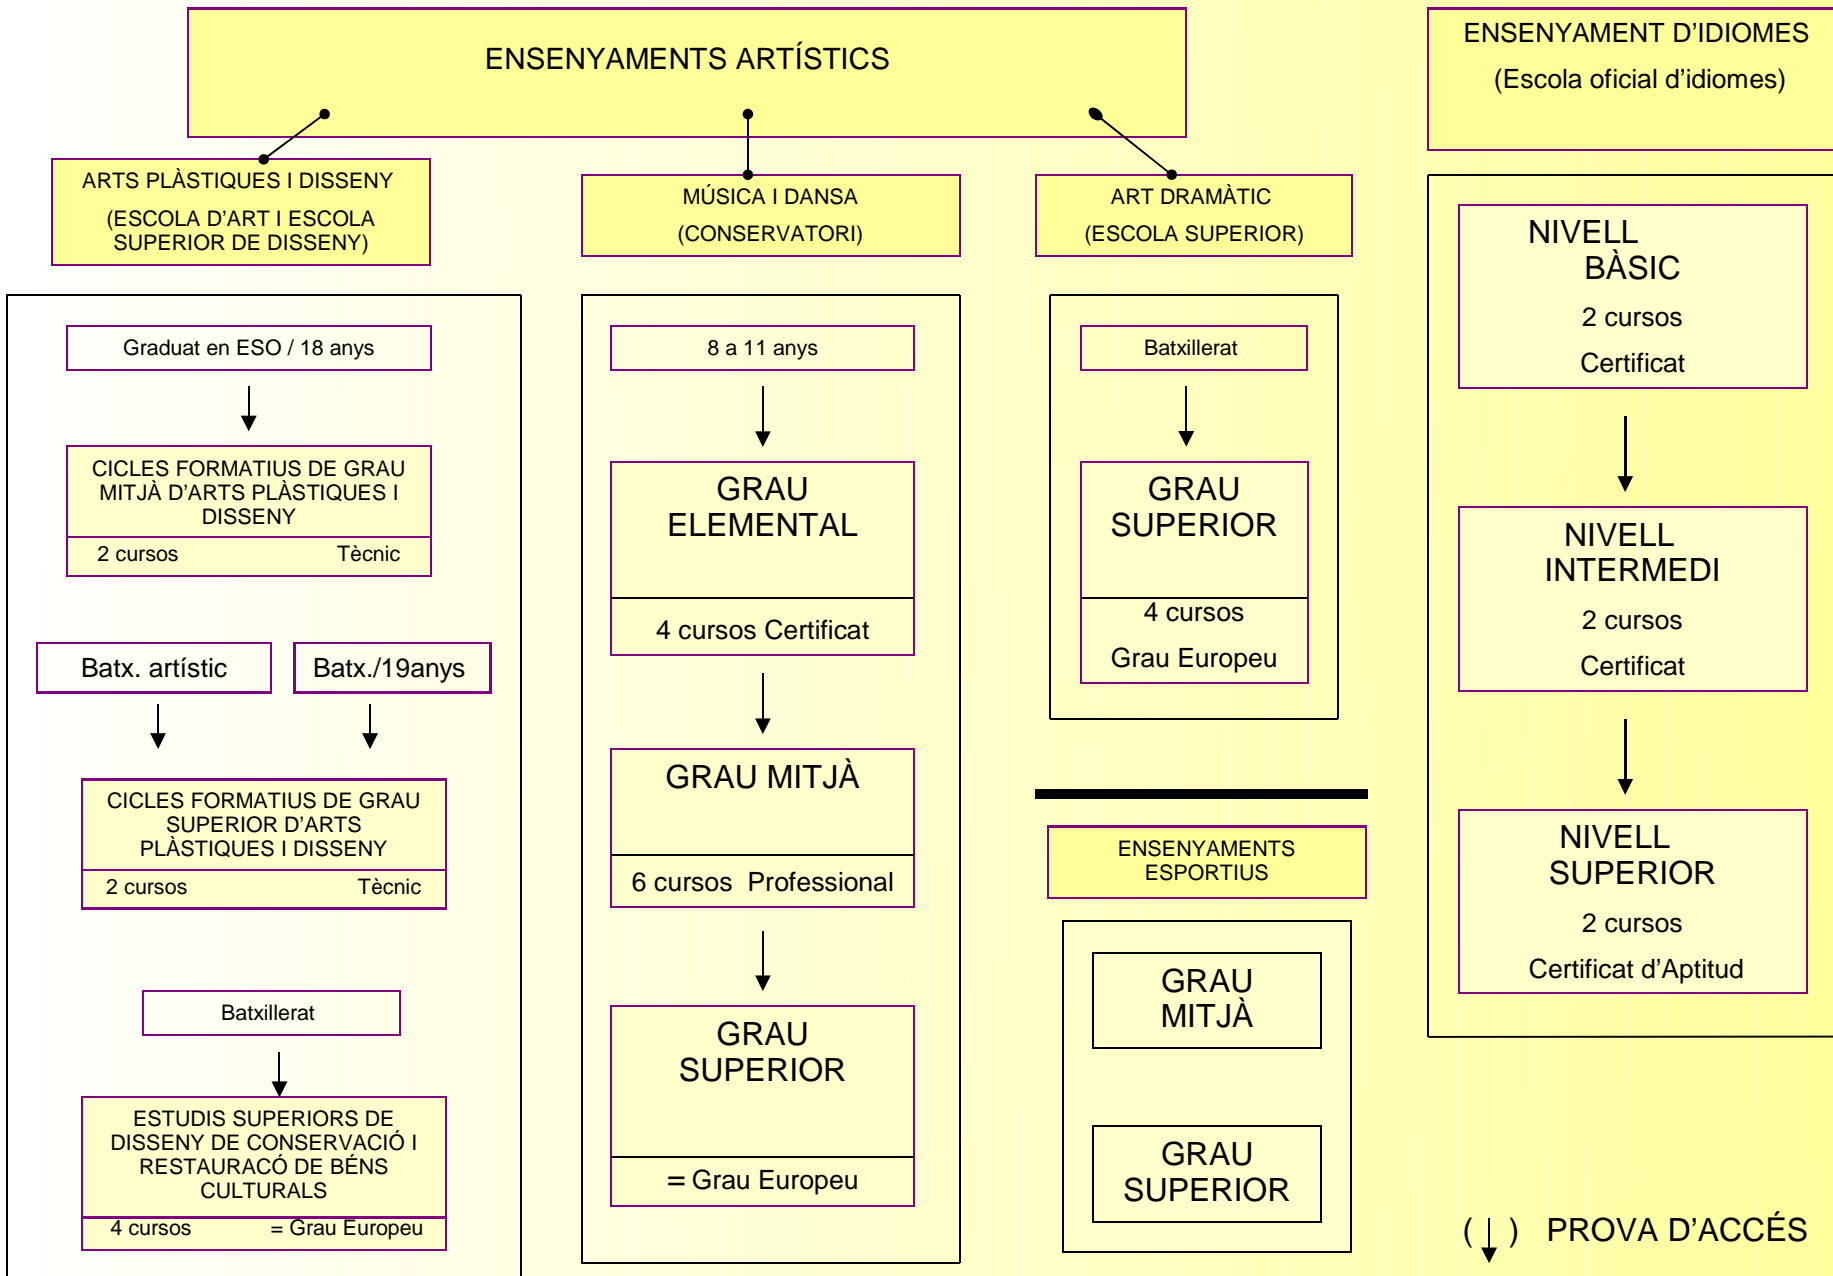 ENSENYAMENTS ARTÍSTICS
ENSENYAMENT D'IDIOMES
(Escola oficial d'idiomes)
ARTS PLÀSTIQUES I DISSENY
(ESCOLA D'ART I ESCOLA
SUPERIOR DE DISSENY)
MÚSICA I DANSA
(CONSERVATORI)
ART DRAMÀTIC
(ESCOLA SUPERIOR)
Graduat en ESO / 18 anys
CICLES FORMATIUS DE GRAU
MITJÀ D'ARTS PLÀSTIQUES I
DISSENY
2 cursos Tècnic
Batx. artístic
Batx./19anys
CICLES FORMATIUS DE GRAU
SUPERIOR D'ARTS
PLÀSTIQUES I DISSENY
2 cursos Tècnic
Batxillerat
ESTUDIS SUPERIORS DE
DISSENY DE CONSERVACIÓ I
RESTAURACÓ DE BÉNS
CULTURALS
4 cursos = Grau Europeu
8 a 11 anys
GRAU
ELEMENTAL
4 cursos Certificat
GRAU MITJÀ
6 cursos Professional
GRAU
SUPERIOR
= Grau Europeu
Batxillerat
GRAU
SUPERIOR
4 cursos
Grau Europeu
ENSENYAMENTS
ESPORTIUS
GRAU
MITJÀ
GRAU
SUPERIOR
NIVELL
BÀSIC
2 cursos
Certificat
NIVELL
INTERMEDI
2 cursos
Certificat
NIVELL
SUPERIOR
2 cursos
Certificat d'Aptitud
( ) PROVA D'ACCÉS